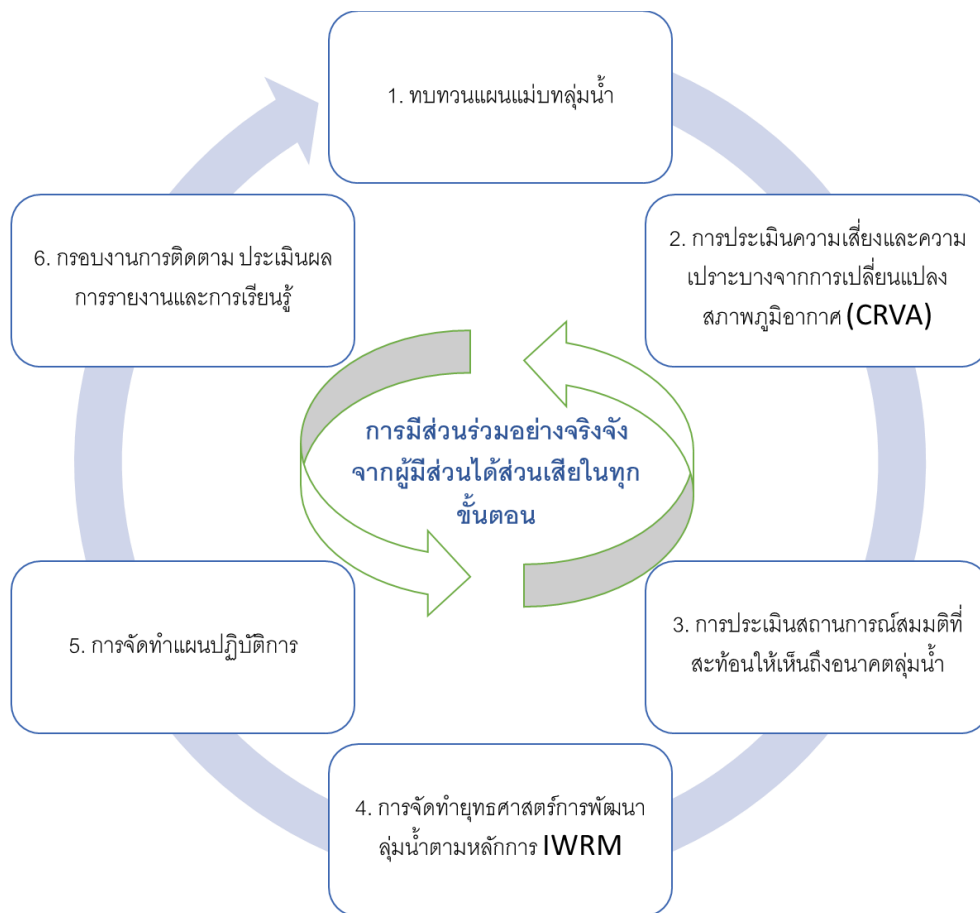 1. ทบทวนแผนแม่บทลุ่มน้ำ
2. การประเมินความเสี่ยงและความ
เปราะบางจากการเปลี่ยนแปลง
สภาพภูมิอากาศ (CRVA)
3. การประเมินสถานการณ์สมมติที่
สะท้อนให้เห็นถึงอนาคตลุ่มน้ำ
4. การจัดทำยุทธศาสตร์การพัฒนา
ลุ่มน้ำตามหลักการ IWRM
5. การจัดทำแผนปฏิบัติการ
6. กรอบงานการติดตาม ประเมินผล
การรายงานและการเรียนรู้
การมีส่วนร่วมอย่างจริงจัง
จากผู้มีส่วนได้ส่วนเสียในทุก
ขั้นตอน